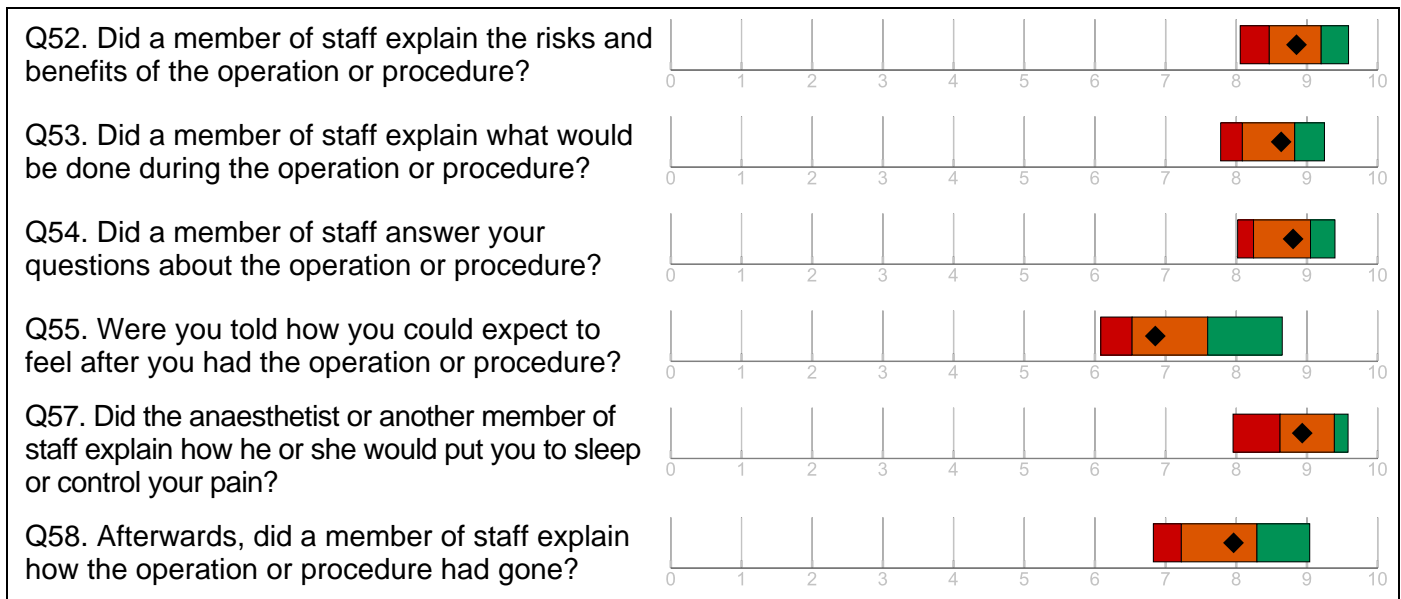 Q52. Did a member of staff explain the risks and
benefits of the operation or procedure?
0 1 2 3 4 5 6 7 8 9 10
Q53. Did a member of staff explain what would
be done during the operation or procedure?
0 1 2 3 4 5 6 7 8 9 10
Q54. Did a member of staff answer your
questions about the operation or procedure?
0 1 2 3 4 5 6 7 8 9 10
Q55. Were you told how you could expect to
feel after you had the operation or procedure?
0 1 2 3 4 5 6 7 8 9 10
Q57. Did the anaesthetist or another member of
staff explain how he or she would put you to sleep
or control your pain?
0 1 2 3 4 5 6 7 8 9 10
Q58. Afterwards, did a member of staff explain
how the operation or procedure had gone?
0 1 2 3 4 5 6 7 8 9 10